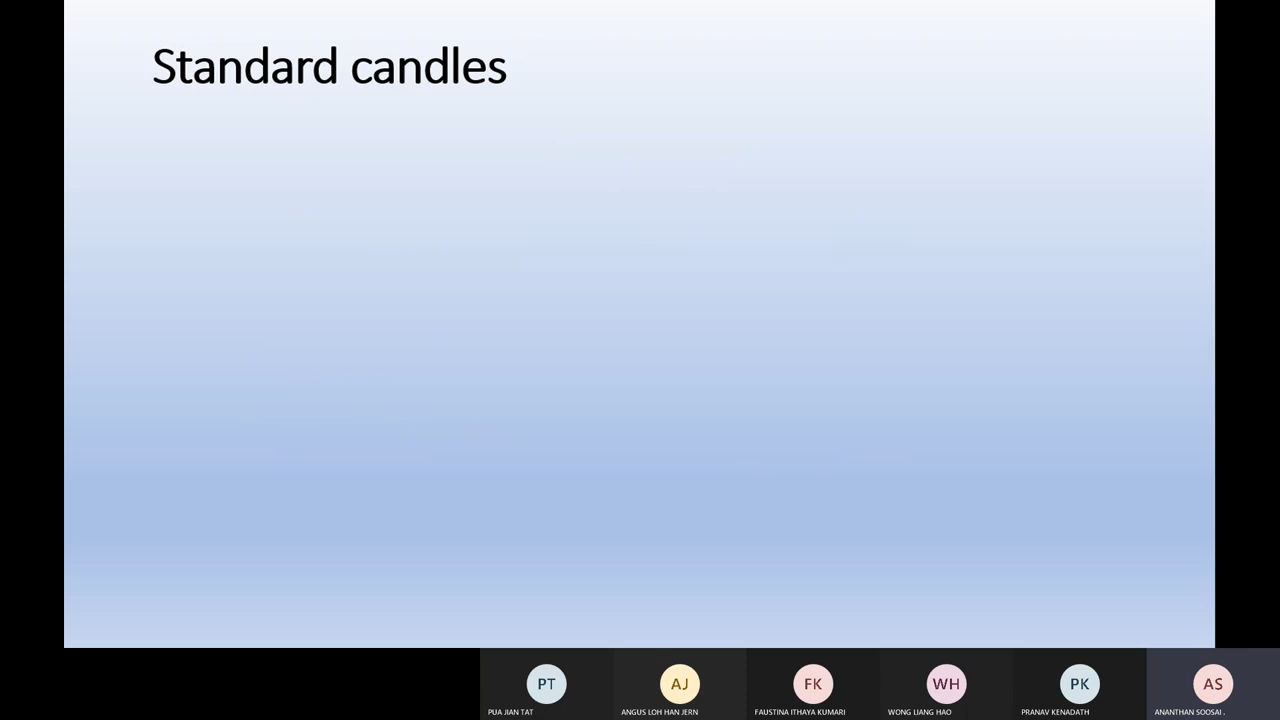 Standard candles
PT
AJ
FK
WH
PK
AS
PUA JIAN TAT
ANGUS LOH HAN JERN
FAUSTINA ITHAYA KUMARI
WONG LIANG HAO
PRANAV KENADATH
ANANTHAN SOOSAI .